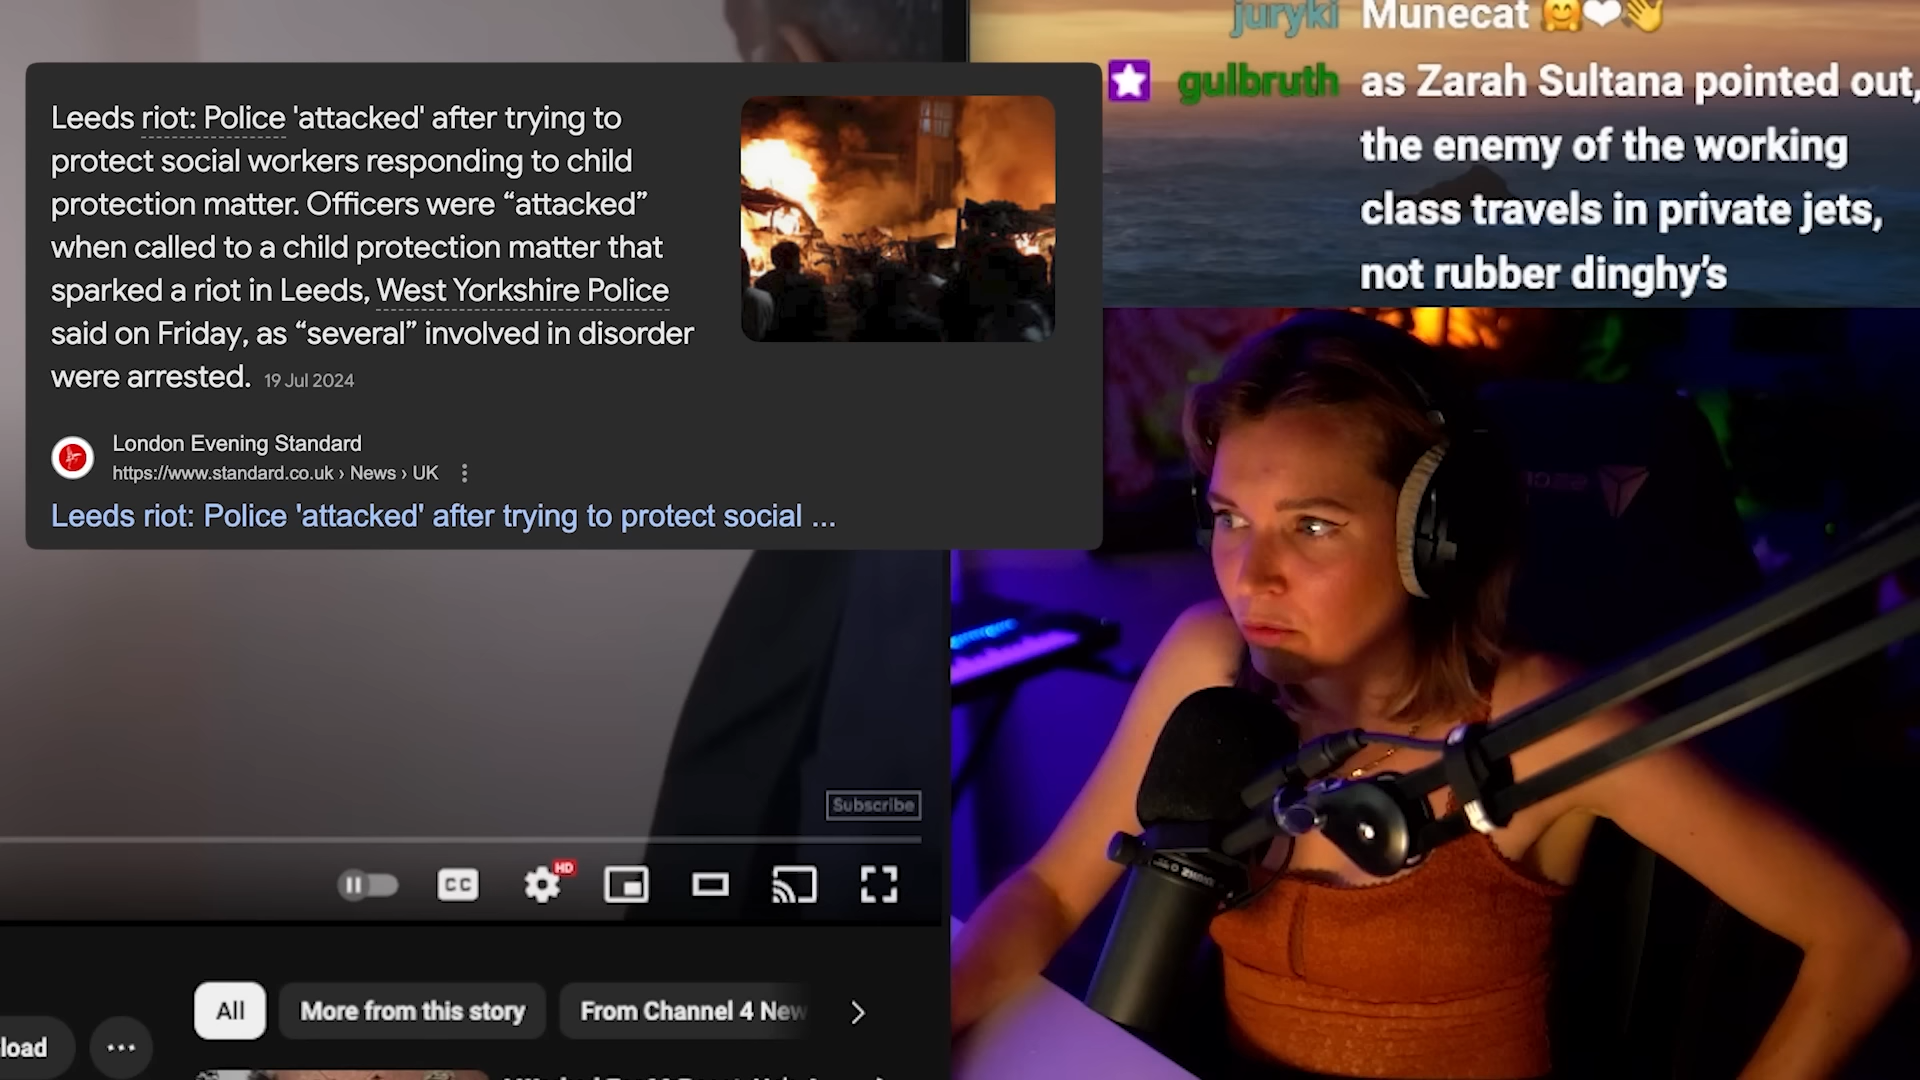 juryki Munecat 🤗❤👋
gulbruth as Zarah Sultana pointed out,
the enemy of the working
class travels in private jets,
not rubber dinghy’s
Leeds riot: Police 'attacked' after trying to
protect social workers responding to child
protection matter. Officers were “attacked”
when called to a child protection matter that
sparked a riot in Leeds, West Yorkshire Police
said on Friday, as “several” involved in disorder
were arrested. 19 Jul 2024
London Evening Standard
https://www.standard.co.uk › News › UK
Leeds riot: Police 'attacked' after trying to protect social ...
Subscribe
CC
HD
All
More from this story
From Channel 4 New
load